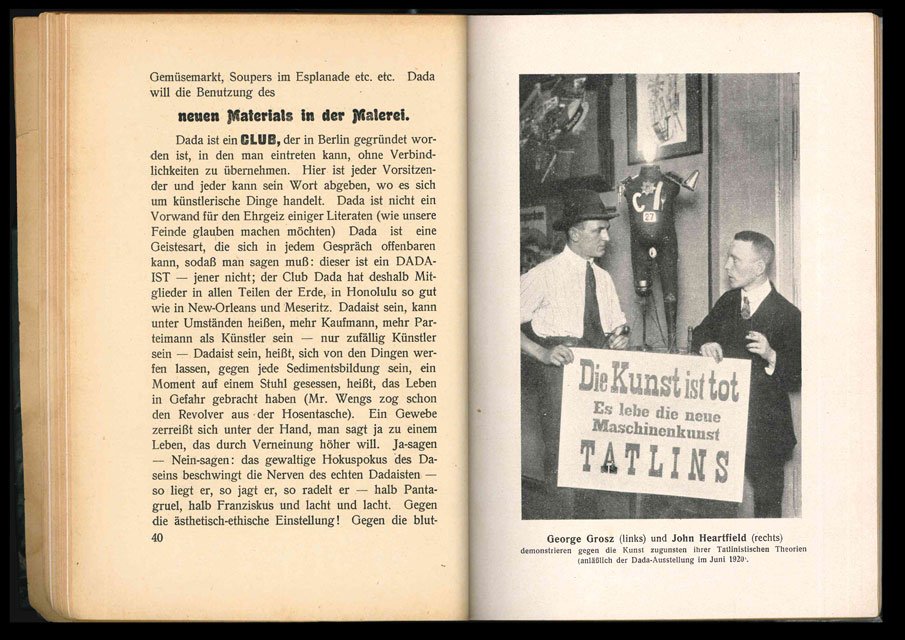 Gemüsemarkt, Soupers im Esplanade etc. etc. Dada
will die Benutzung des
neuen Materials in der Malerei.
Dada ist ein CLUB, der in Berlin gegründet wor-
den ist, in den man eintreten kann, ohne Verbind-
lichkeiten zu übernehmen. Hier ist jeder Vorsitzen-
der und jeder kann sein Wort abgeben, wo es sich
um künstlerische Dinge handelt. Dada ist nicht ein
Vorwand für den Ehrgeiz einiger Literaten (wie unsere
Feinde glauben machen möchten) Dada ist eine
Geistesart, die sich in jedem Gespräch offenbaren
kann, sodaß man sagen muß: dieser ist ein DADA-
IST — jener nicht; der Club Dada hat deshalb Mit-
glieder in allen Teilen der Erde, in Honolulu so gut
wie in New-Orleans und Meseritz. Dadaist sein, kann
unter Umständen heißen, mehr Kaufmann, mehr Par-
teimann als Künstler sein — nur zufällig Künstler
sein — Dadaist sein, heißt, sich von den Dingen wer-
fen lassen, gegen jede Sedimentsbildung sein, ein
Moment auf einem Stuhl gesessen, heißt, das Leben
in Gefahr gebracht haben (Mr. Wengs zog schon
den Revolver aus der Hosentasche). Ein Gewebe
zerreißt sich unter der Hand, man sagt ja zu einem
Leben, das durch Verneinung höher will. Ja-sagen
— Nein-sagen: das gewaltige Hokuspokus des Da-
seins beschwingt die Nerven des echten Dadaisten —
so liegt er, so jagt er, so radelt er — halb Panta-
gruel, halb Franziskus und lacht und lacht. Gegen
die ästhetisch-ethische Einstellung! Gegen die blut-
40
27
Die Kunst ist tot
Es lebe die neue
Maschinenkunst
TATLINS
George Grosz (links) und John Heartfield (rechts)
demonstrieren gegen die Kunst zugunsten ihrer Tatlinistischen Theorien
(anläßlich der Dada-Ausstellung im Juni 1920).